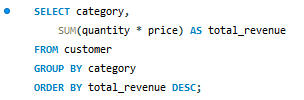 SELECT category,
SUM(quantity * price) AS total_revenue
FROM customer
GROUP BY category
ORDER BY total_revenue DESC;